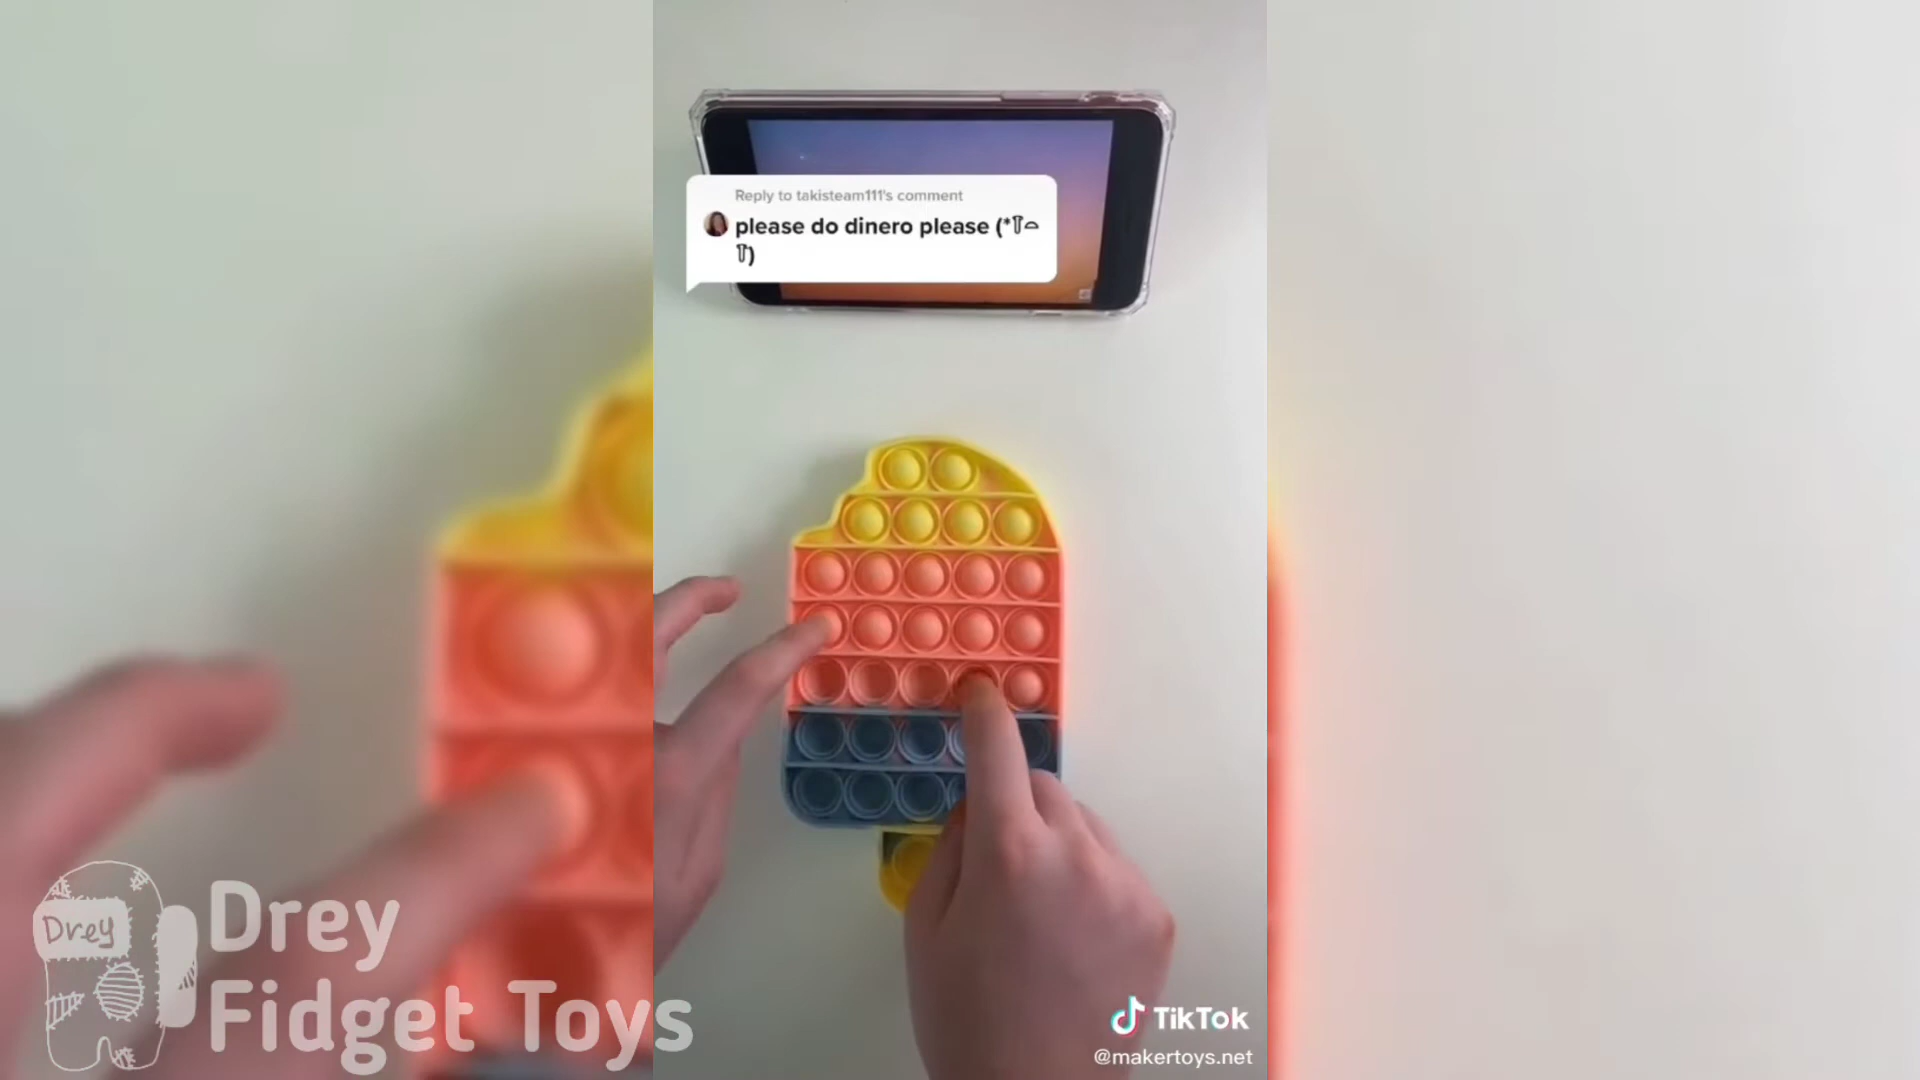 Reply to takisteam111's comment
please do dinero please (*꒦ິ⌓
꒦ີ)
Drey
Drey
Fidget Toys
TikTok
@makertoys.net